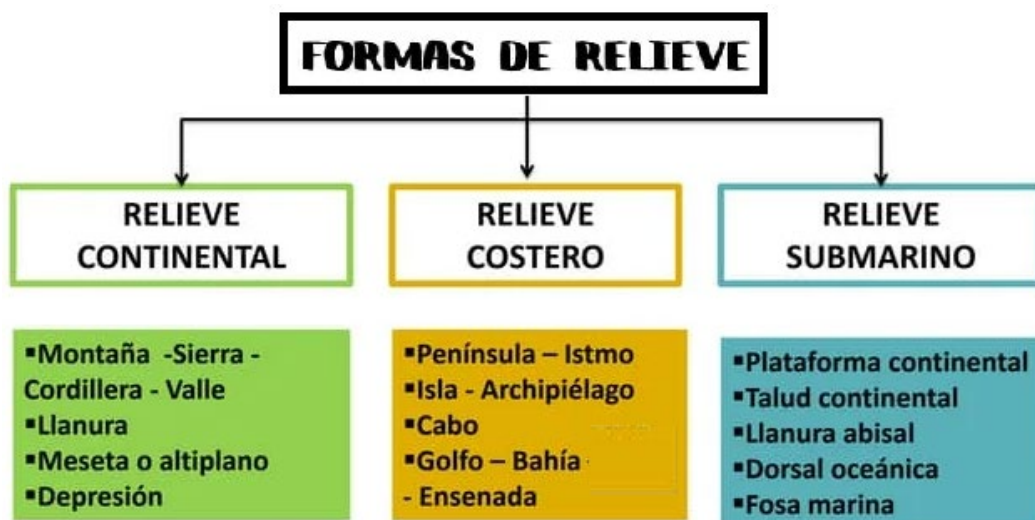 FORMAS DE RELIEVE
RELIEVE
CONTINENTAL
▪Montaña -Sierra -
Cordillera - Valle
▪Llanura
▪Meseta o altiplano
▪Depresión
RELIEVE
COSTERO
▪Península – Istmo
▪Isla - Archipiélago
▪Cabo
▪Golfo – Bahía -
- Ensenada
RELIEVE
SUBMARINO
▪Plataforma continental
▪Talud continental
▪Llanura abisal
▪Dorsal oceánica
▪Fosa marina